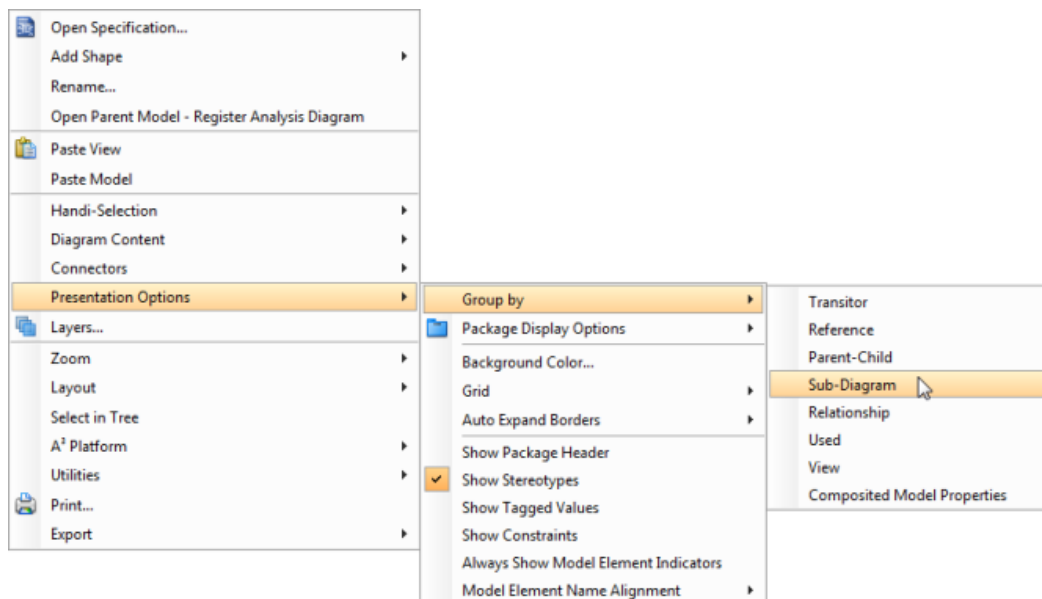 Open Specification...
Add Shape
Rename...
Open Parent Model - Register Analysis Diagram
Paste View
Paste Model
Handi-Selection
Diagram Content
Connectors
Presentation Options
Layers...
Zoom
Layout
Select in Tree
A³ Platform
Utilities
Print...
Export
Group by
Package Display Options
Background Color...
Grid
Auto Expand Borders
Show Package Header
Show Stereotypes
Show Tagged Values
Show Constraints
Always Show Model Element Indicators
Model Element Name Alignment
Transitor
Reference
Parent-Child
Sub-Diagram
Relationship
Used
View
Composited Model Properties